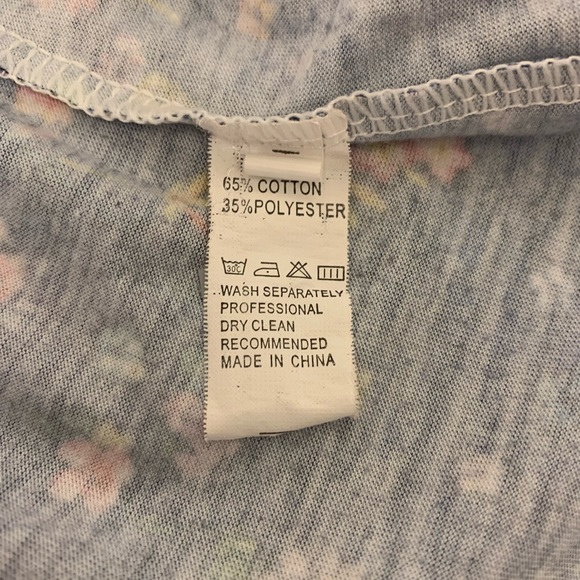 65% COTTON
35%POLYESTER
30C
WASH SEPARATELY
PROFESSIONAL
DRY CLEAN
RECOMMENDED
MADE IN CHINA